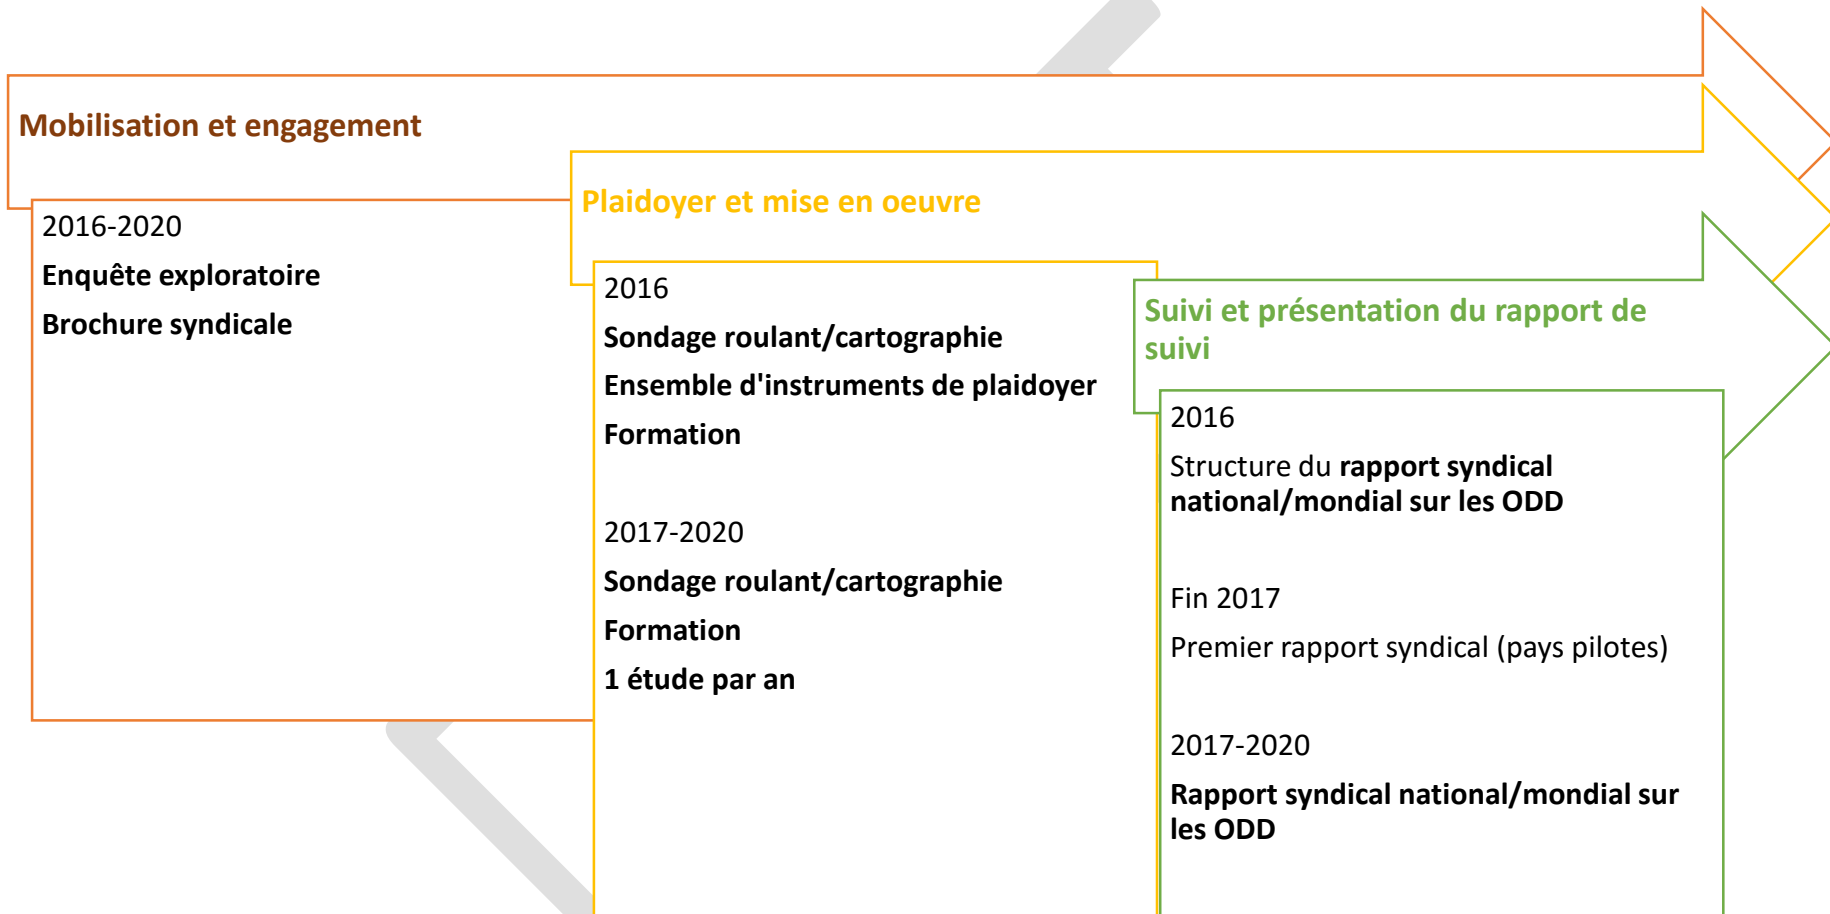 Mobilisation et engagement
2016-2020
Enquête exploratoire
Brochure syndicale
Plaidoyer et mise en oeuvre
2016
Sondage roulant/cartographie
Ensemble d'instruments de plaidoyer
Formation
2017-2020
Sondage roulant/cartographie
Formation
1 étude par an
Suivi et présentation du rapport de
suivi
2016
Structure du rapport syndical
national/mondial sur les ODD
Fin 2017
Premier rapport syndical (pays pilotes)
2017-2020
Rapport syndical national/mondial sur
les ODD